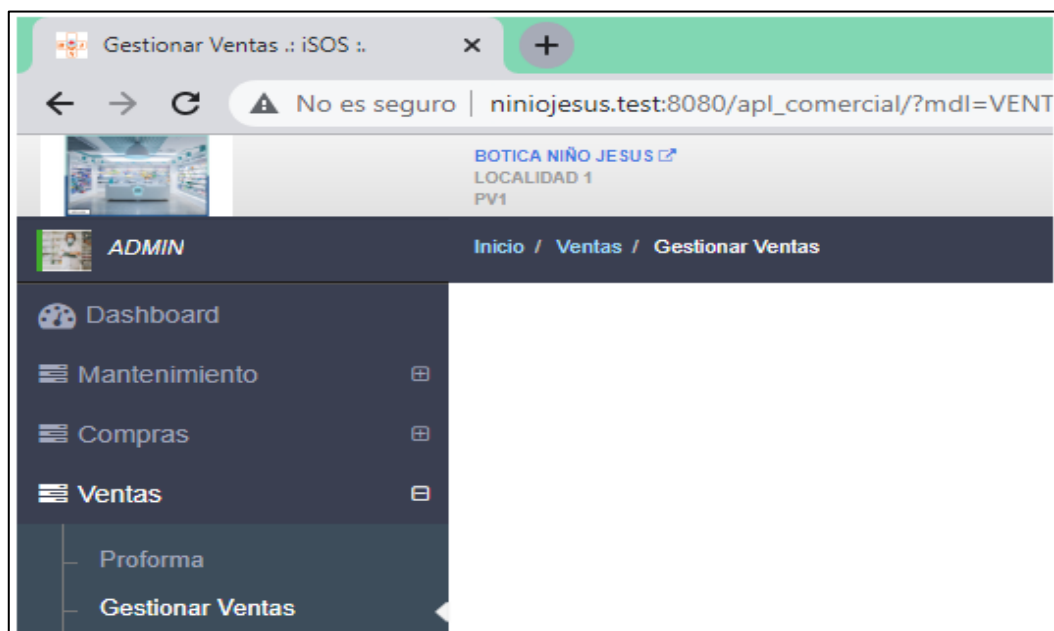 Gestionar Ventas .: iSOS :.
No es seguro | niniojesus.test:8080/apl_comercial/?mdl=VENT
BOTICA NIÑO JESUS
LOCALIDAD 1
PV1
ADMIN
Inicio / Ventas / Gestionar Ventas
Dashboard
Mantenimiento
Compras
Ventas
Proforma
Gestionar Ventas